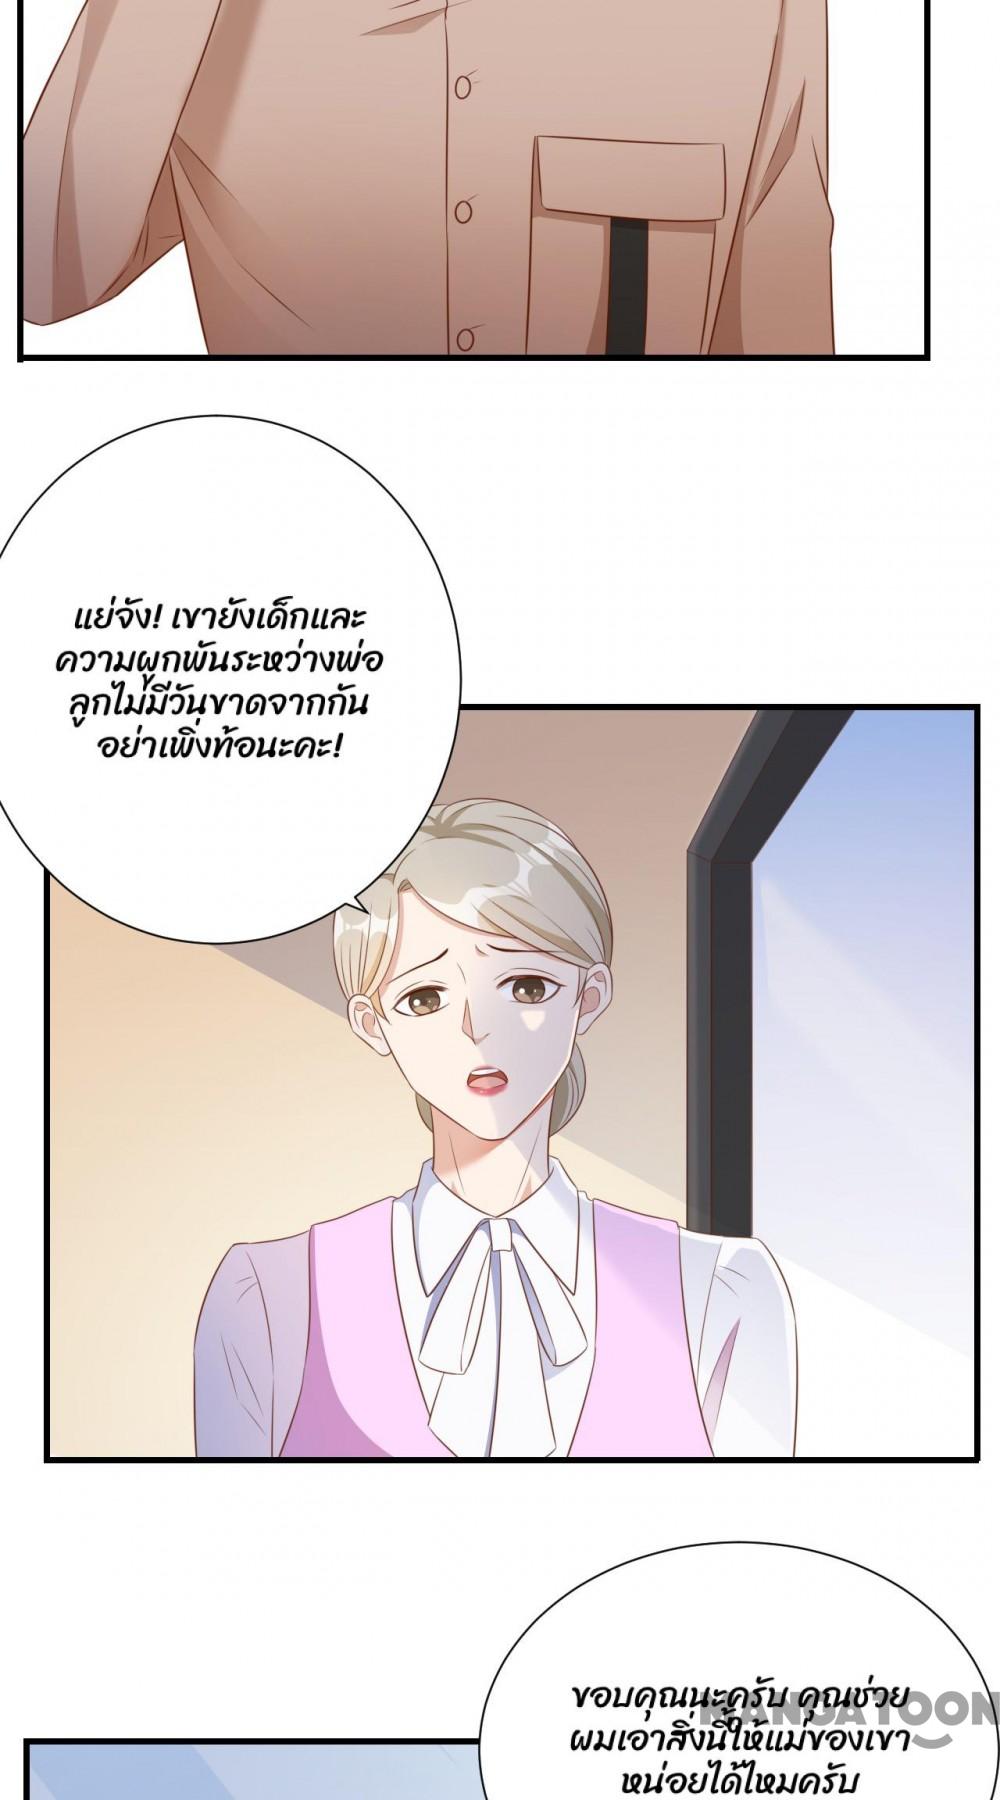 แย่จัง! เขายังเด็กและ
ความผูกพันระหว่างพ่อ
ลูกไม่มีวันขาดจากกัน
อย่าเพิ่งท้อนะคะ!
ขอบคุณนะครับ คุณช่วย
ผมเอาสิ่งนี้ให้แม่ของเขา
หน่อยได้ไหมครับ
MANGATOON